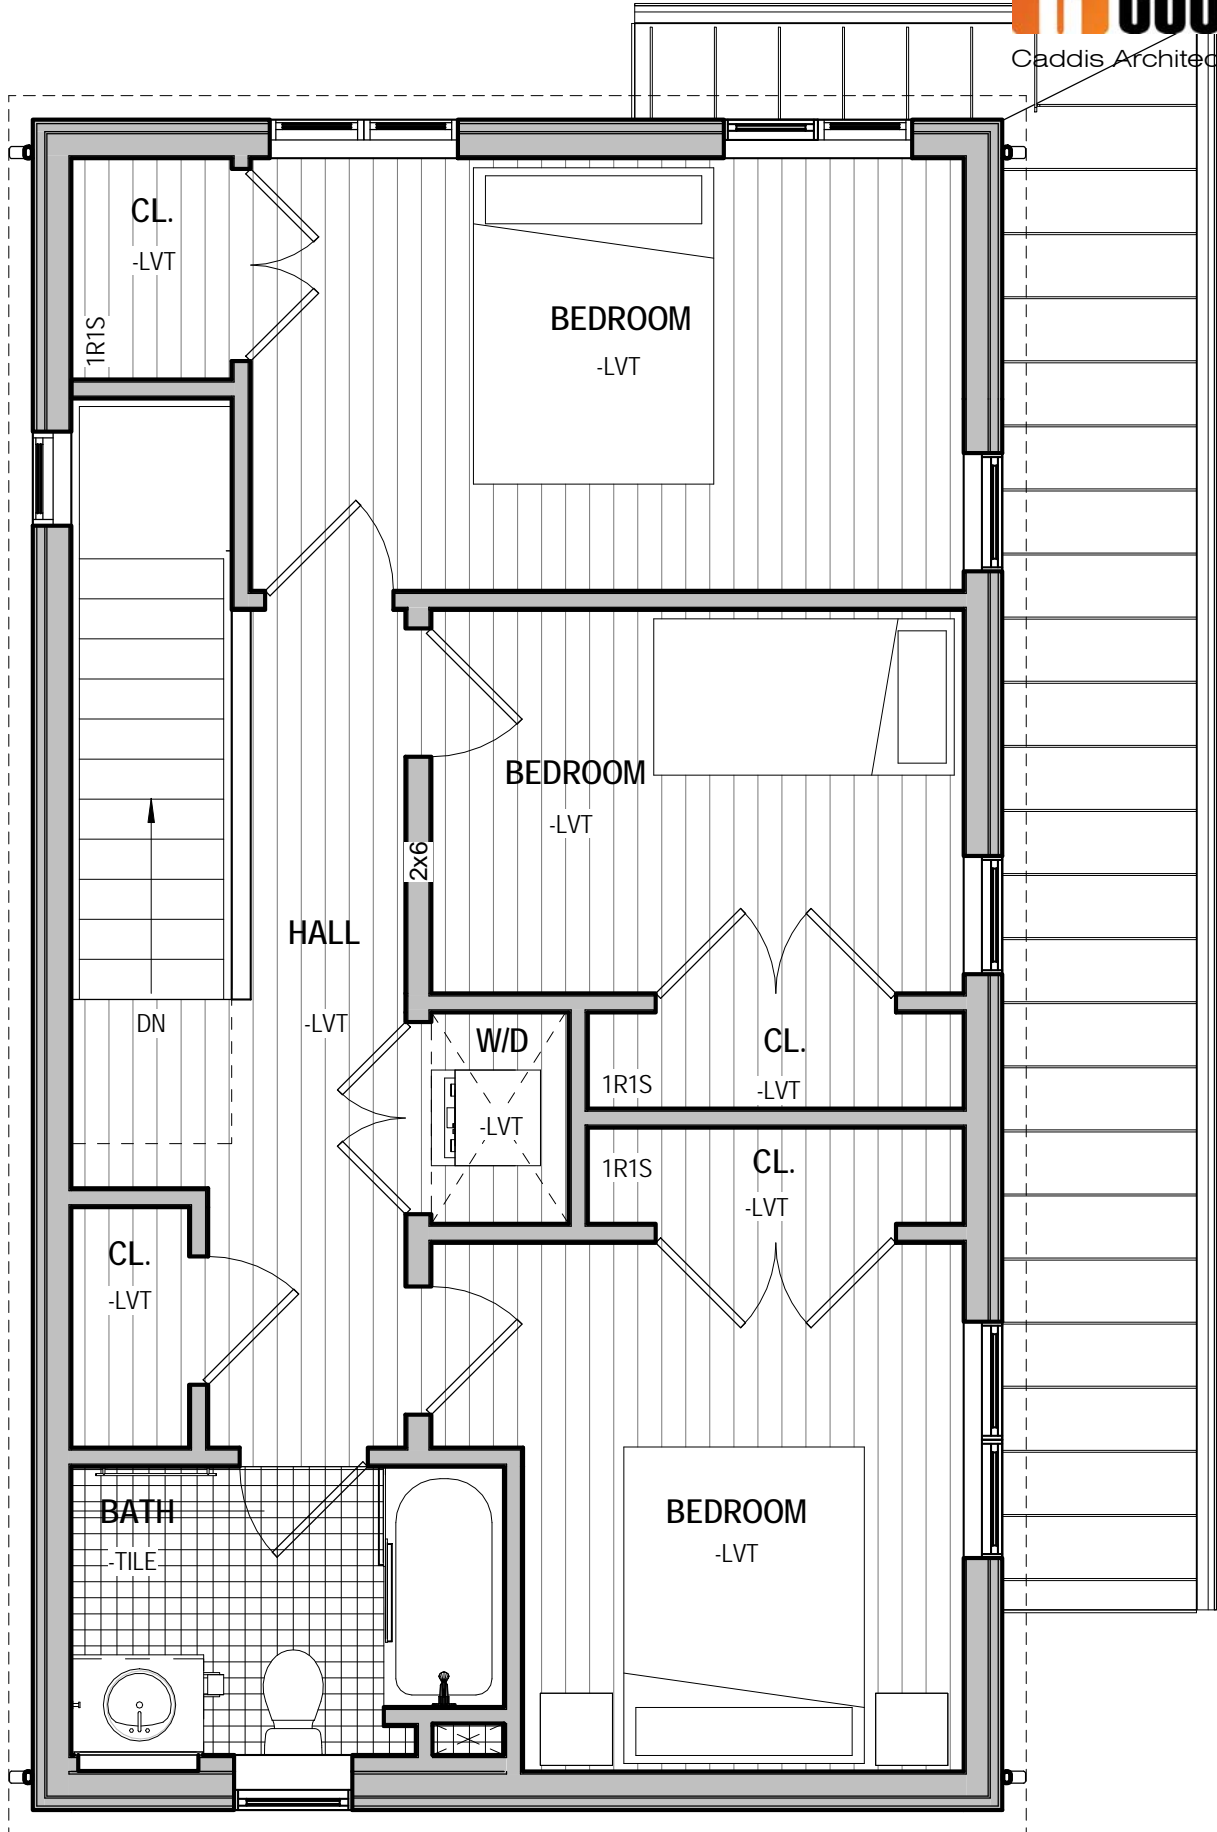 Caddis Architec
CL.
-LVT
1R1S
BEDROOM
-LVT
BEDROOM
-LVT
2x6
HALL
-LVT
DN
W/D
-LVT
CL.
-LVT
1R1S
CL.
-LVT
1R1S
CL.
-LVT
BATH
-TILE
BEDROOM
-LVT